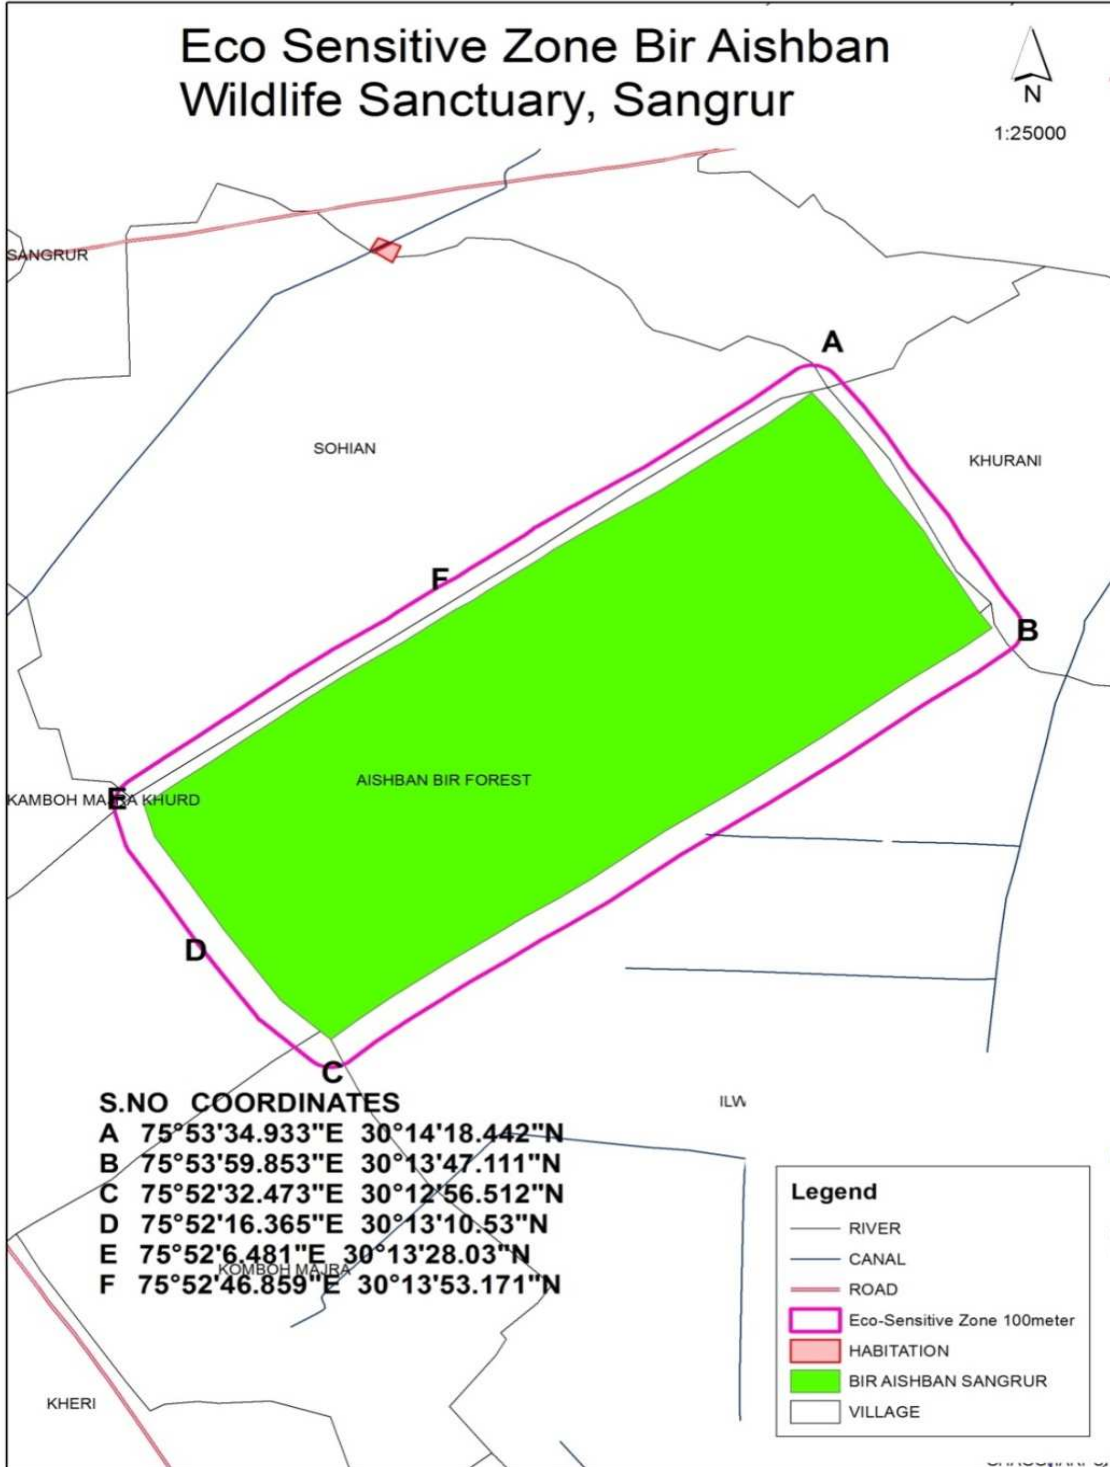 Eco Sensitive Zone Bir Aishban
Wildlife Sanctuary, Sangrur
N
1:25000
SANGRUR
A
SOHIAN
KHURANI
F
B
AISHBAN BIR FOREST
KAMBOH MAJRA KHURD
E
D
C
ILW
S.NO COORDINATES
A 75°53'34.933"E 30°14'18.442"N
B 75°53'59.853"E 30°13'47.111"N
C 75°52'32.473"E 30°12'56.512"N
D 75°52'16.365"E 30°13'10.53"N
E 75°52'6.481"E 30°13'28.03"N
F 75°52'46.859"E 30°13'53.171"N
KOMBOH MAJRA
KHERI
Legend
RIVER
CANAL
ROAD
Eco-Sensitive Zone 100meter
HABITATION
BIR AISHBAN SANGRUR
VILLAGE